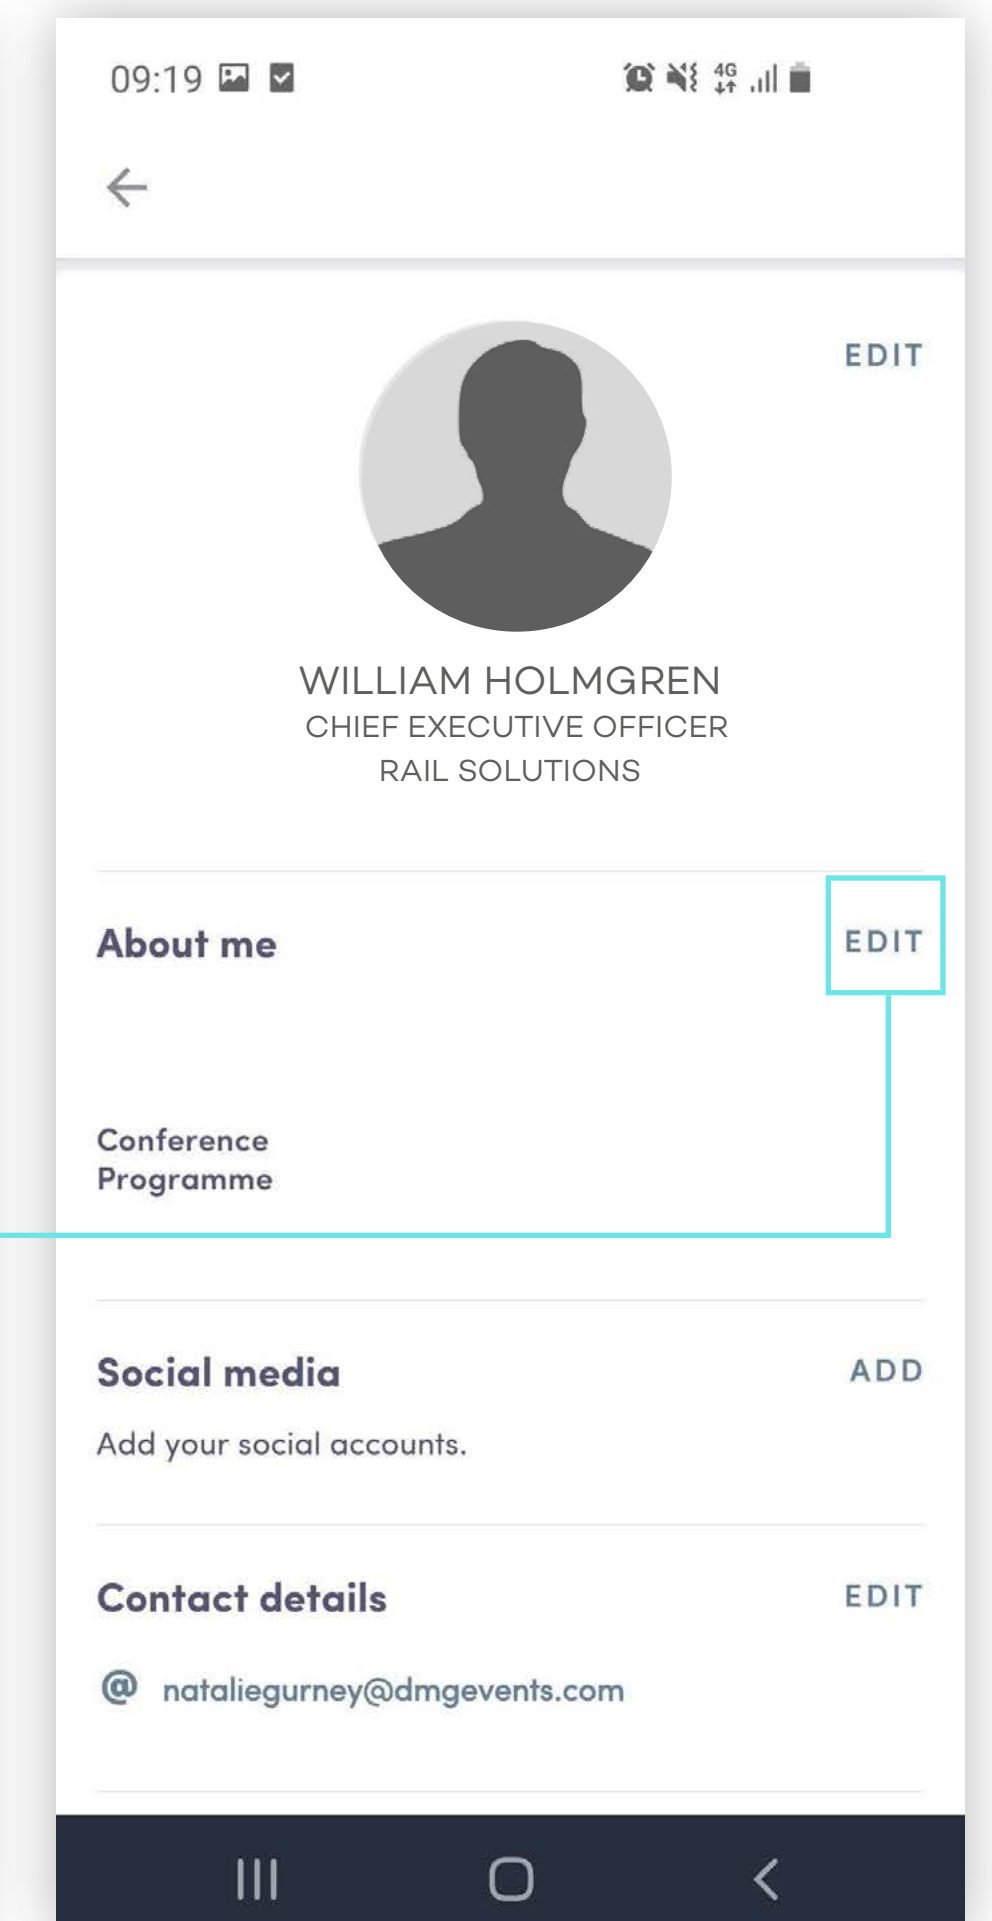 09:19
4G
EDIT
WILLIAM HOLMGREN
CHIEF EXECUTIVE OFFICER
RAIL SOLUTIONS
About me
EDIT
Conference
Programme
Social media
ADD
Add your social accounts.
Contact details
EDIT
@ nataliegurney@dmgevents.com